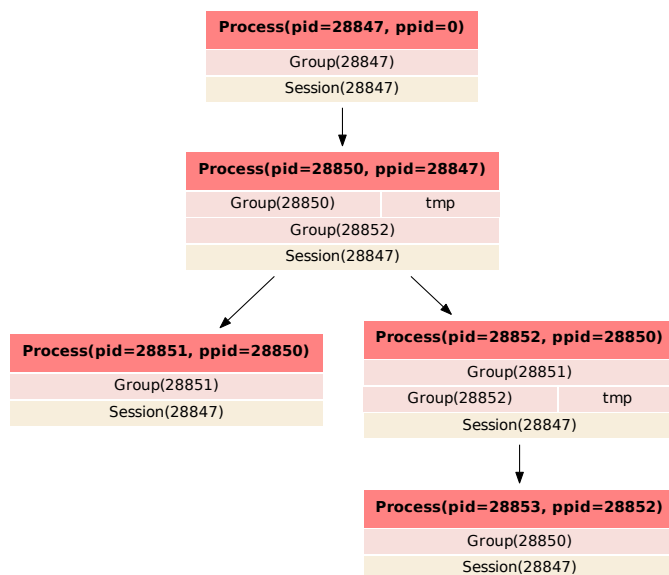 Process(pid=28847, ppid=0)
Group(28847)
Session(28847)
Process(pid=28850, ppid=28847)
Group(28850) tmp
Group(28852)
Session(28847)
Process(pid=28851, ppid=28850)
Group(28851)
Session(28847)
Process(pid=28852, ppid=28850)
Group(28851)
Group(28852) tmp
Session(28847)
Process(pid=28853, ppid=28852)
Group(28850)
Session(28847)